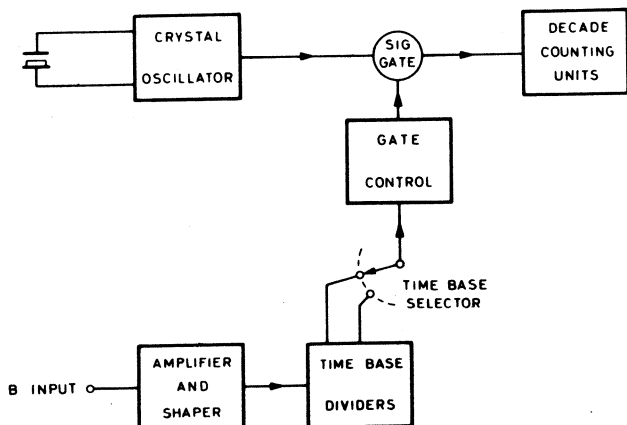 CRYSTAL
OSCILLATOR
SIG
GATE
DECADE
COUNTING
UNITS
GATE
CONTROL
TIME BASE
SELECTOR
B INPUT
AMPLIFIER
AND
SHAPER
TIME BASE
DIVIDERS